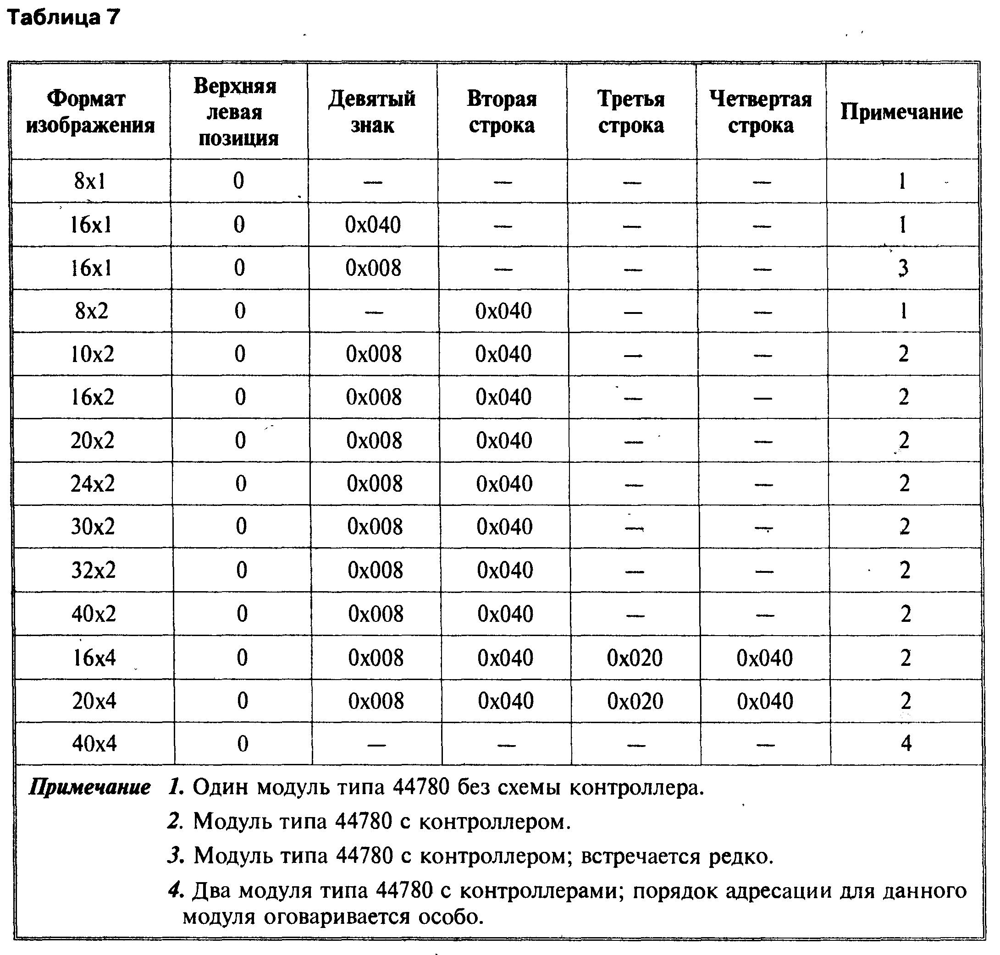 Таблица 7
Формат изображения | Верхняя левая позиция | Девятый знак | Вторая строка | Третья строка | Четвертая строка | Примечание
8x1 | 0 | — | — | — | — | 1
16x1 | 0 | 0x040 | — | — | — | 1
16x1 | 0 | 0x008 | — | — | — | 3
8x2 | 0 | — | 0x040 | — | — | 1
10x2 | 0 | 0x008 | 0x040 | — | — | 2
16x2 | 0 | 0x008 | 0x040 | — | — | 2
20x2 | 0 | 0x008 | 0x040 | — | — | 2
24x2 | 0 | 0x008 | 0x040 | — | — | 2
30x2 | 0 | 0x008 | 0x040 | — | — | 2
32x2 | 0 | 0x008 | 0x040 | — | — | 2
40x2 | 0 | 0x008 | 0x040 | — | — | 2
16x4 | 0 | 0x008 | 0x040 | 0x020 | 0x040 | 2
20x4 | 0 | 0x008 | 0x040 | 0x020 | 0x040 | 2
40x4 | 0 | — | — | — | — | 4
Примечание 1. Один модуль типа 44780 без схемы контроллера.
2. Модуль типа 44780 с контроллером.
3. Модуль типа 44780 с контроллером; встречается редко.
4. Два модуля типа 44780 с контроллерами; порядок адресации для данного
модуля оговаривается особо.